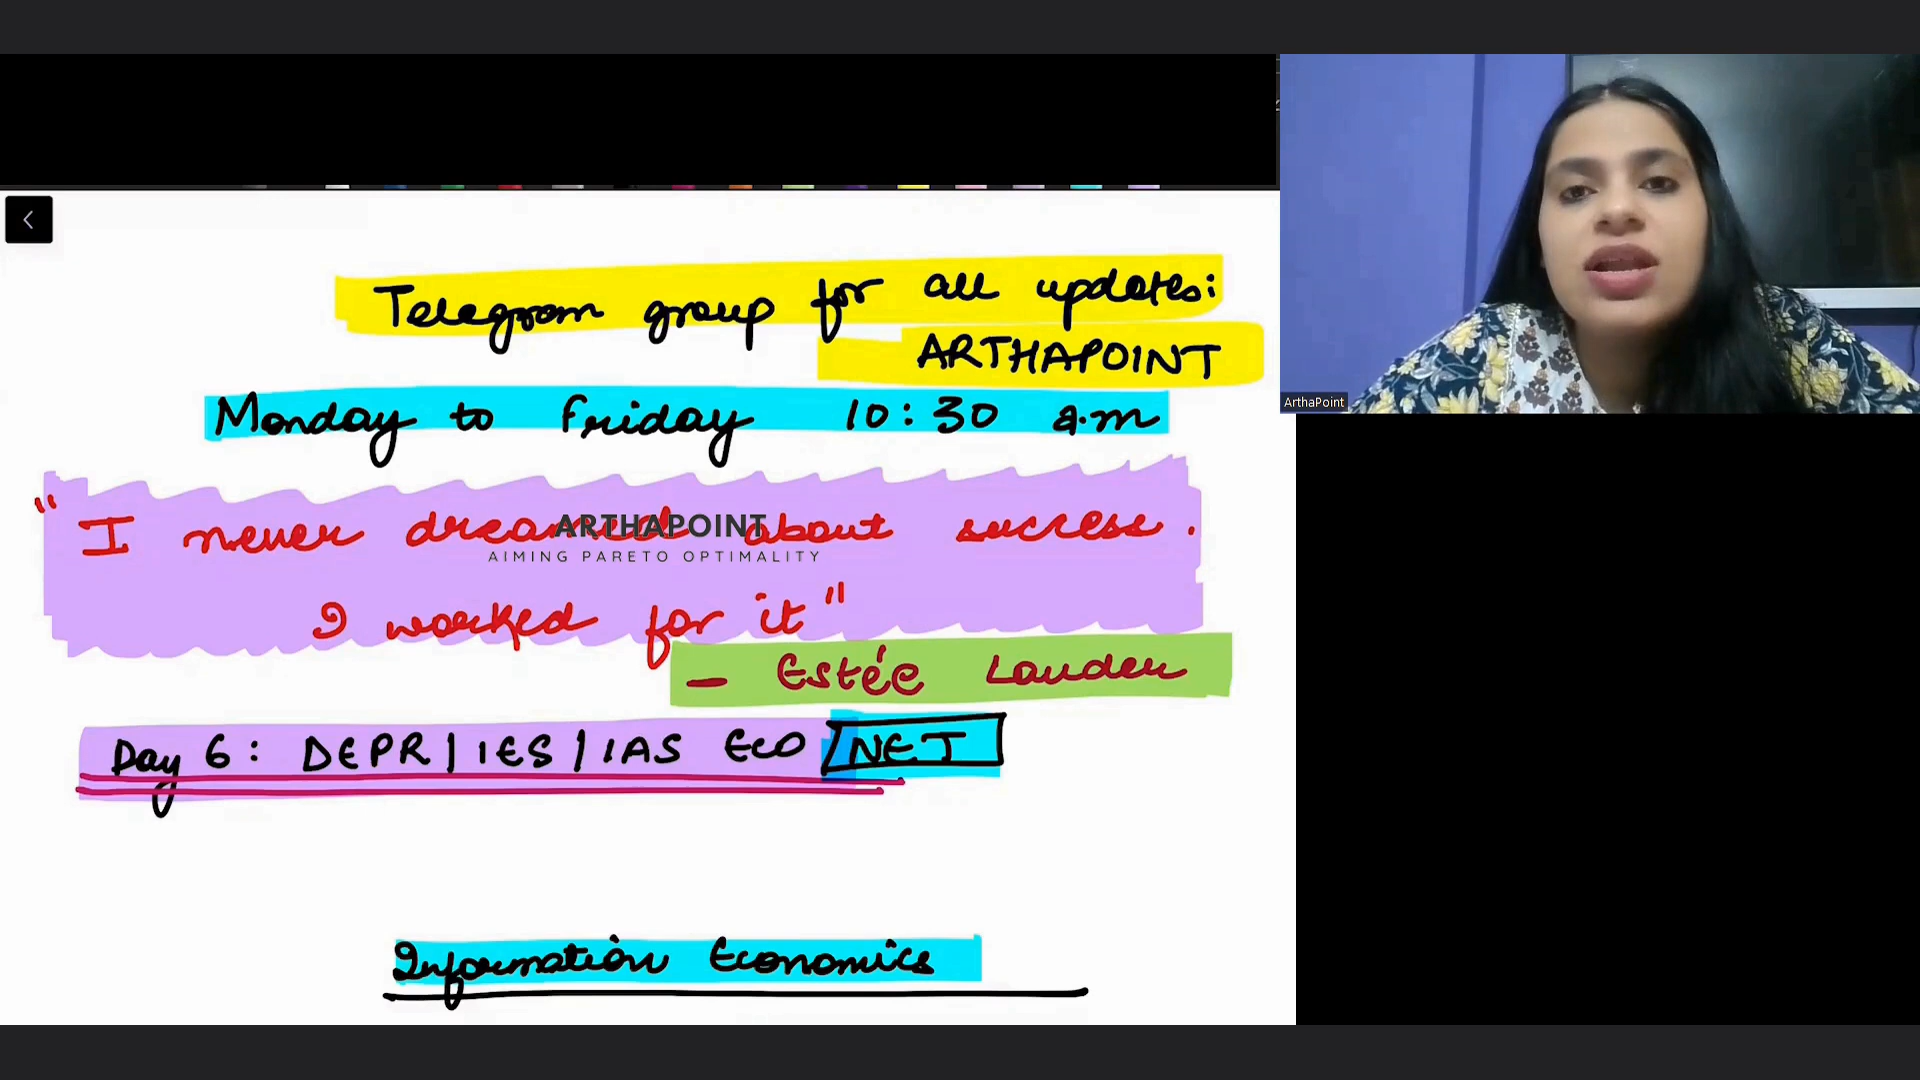 Telegram group for all updates:
ARTHAPOINT
Monday to Friday 10:30 a.m
"I never dreamed about success.
I worked for it"
ARTHAPOINT
AIMING PARETO OPTIMALITY
- Estée Lauder
Day 6: DEPR/IES/IAS Eco/NET
Information Economics
ArthaPoint